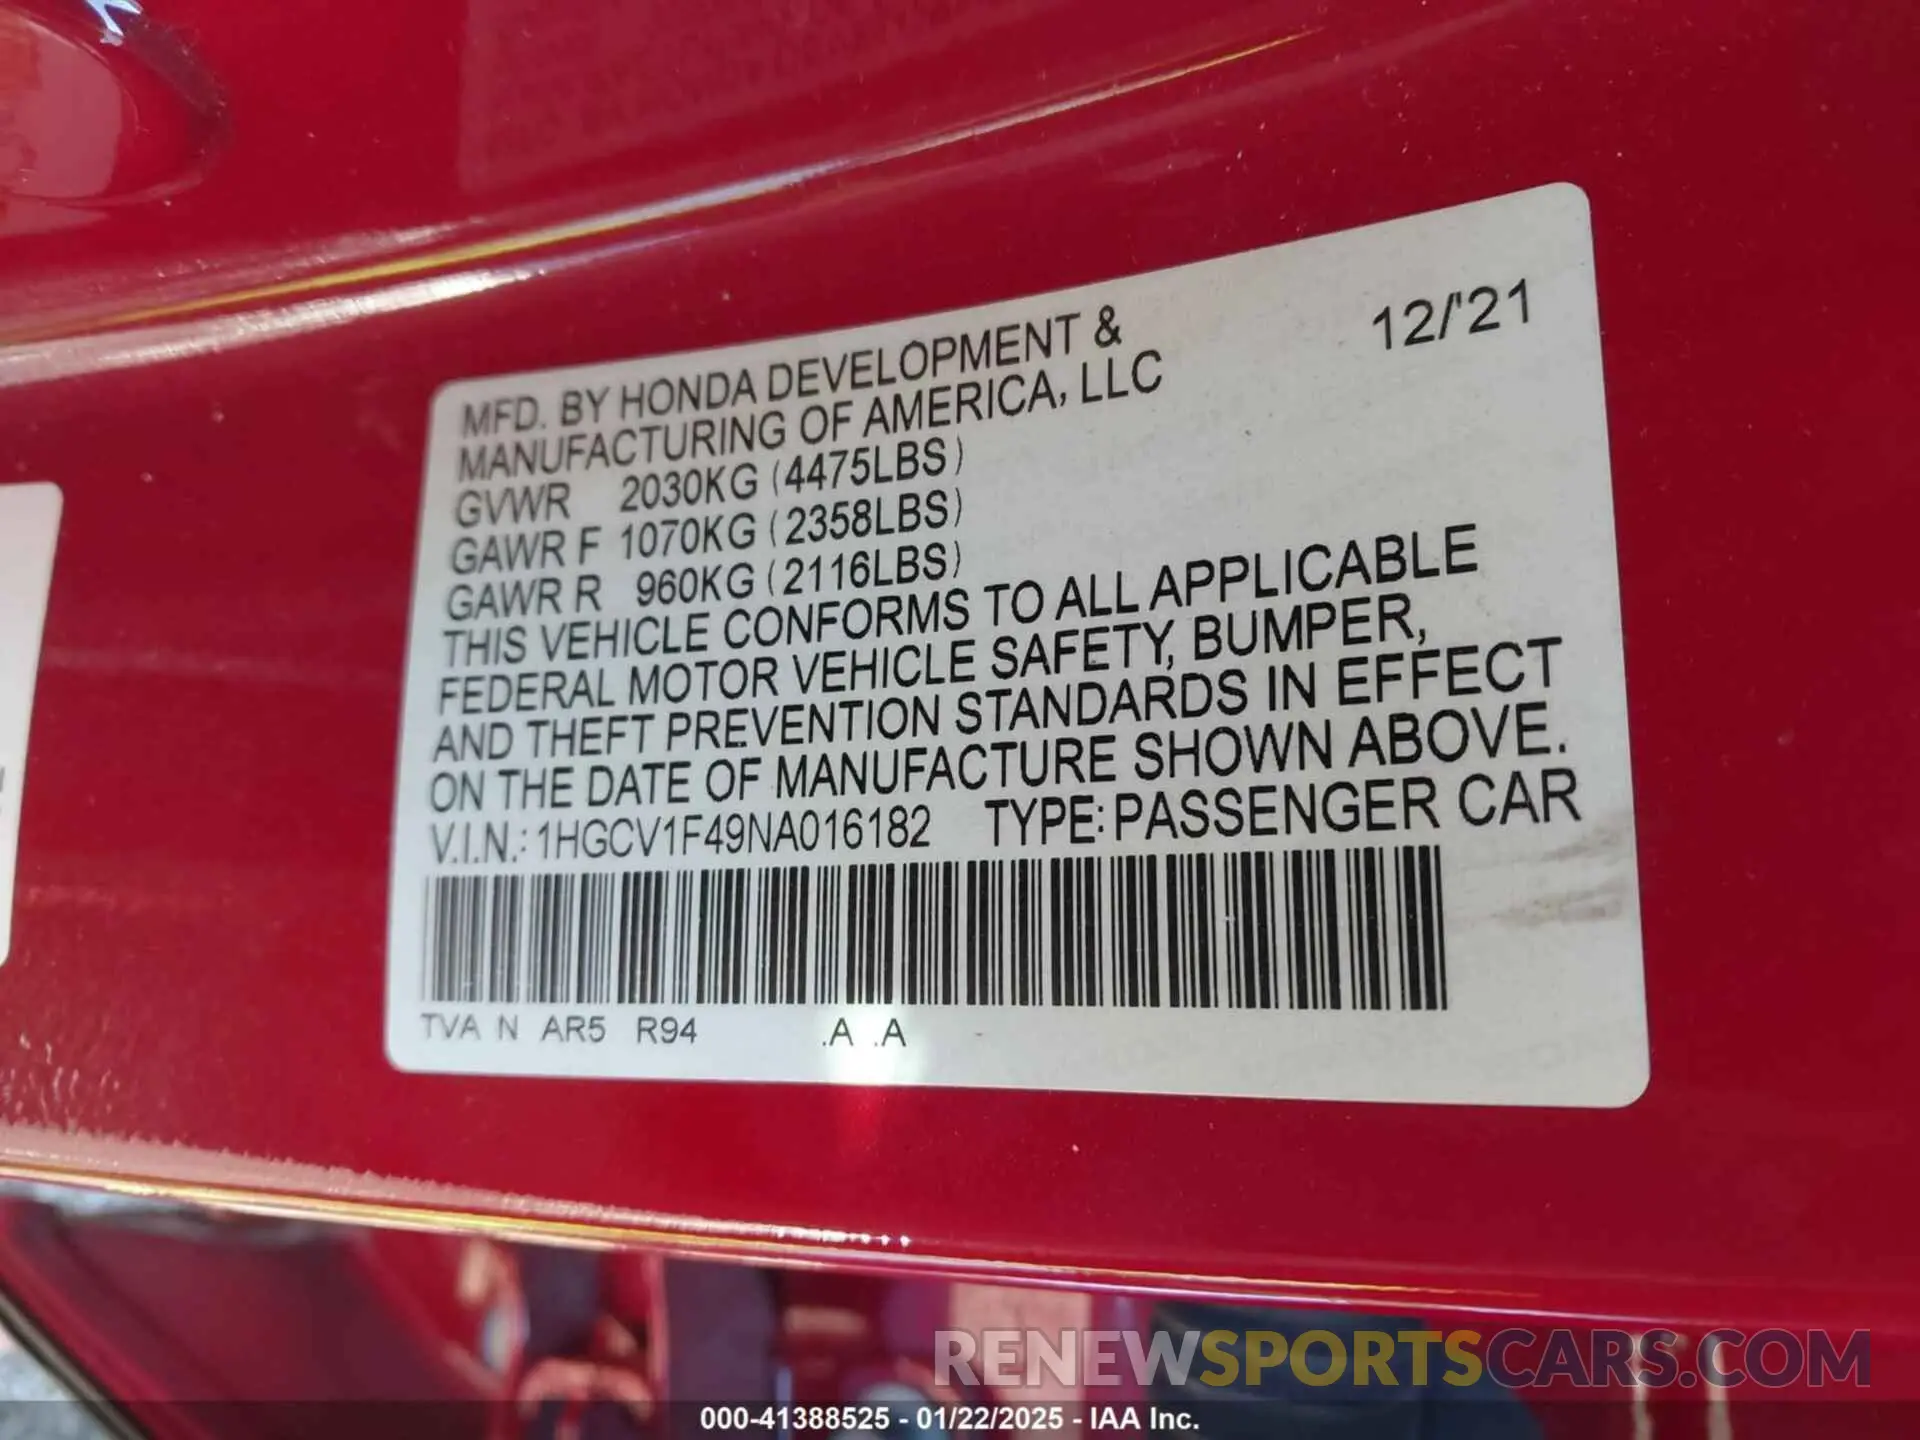 12/'21
MFD. BY HONDA DEVELOPMENT &
MANUFACTURING OF AMERICA, LLC
GVWR 2030KG (4475LBS)
GAWR F 1070KG (2358LBS)
GAWR R 960KG (2116LBS)
THIS VEHICLE CONFORMS TO ALL APPLICABLE
FEDERAL MOTOR VEHICLE SAFETY, BUMPER,
AND THEFT PREVENTION STANDARDS IN EFFECT
ON THE DATE OF MANUFACTURE SHOWN ABOVE.
V.I.N.: 1HGCV1F49NA016182 TYPE: PASSENGER CAR
TVA N AR5 R94 .A .A -
RENEWSPORTSCARS.COM
000-41388525 - 01/22/2025 - IAA Inc.